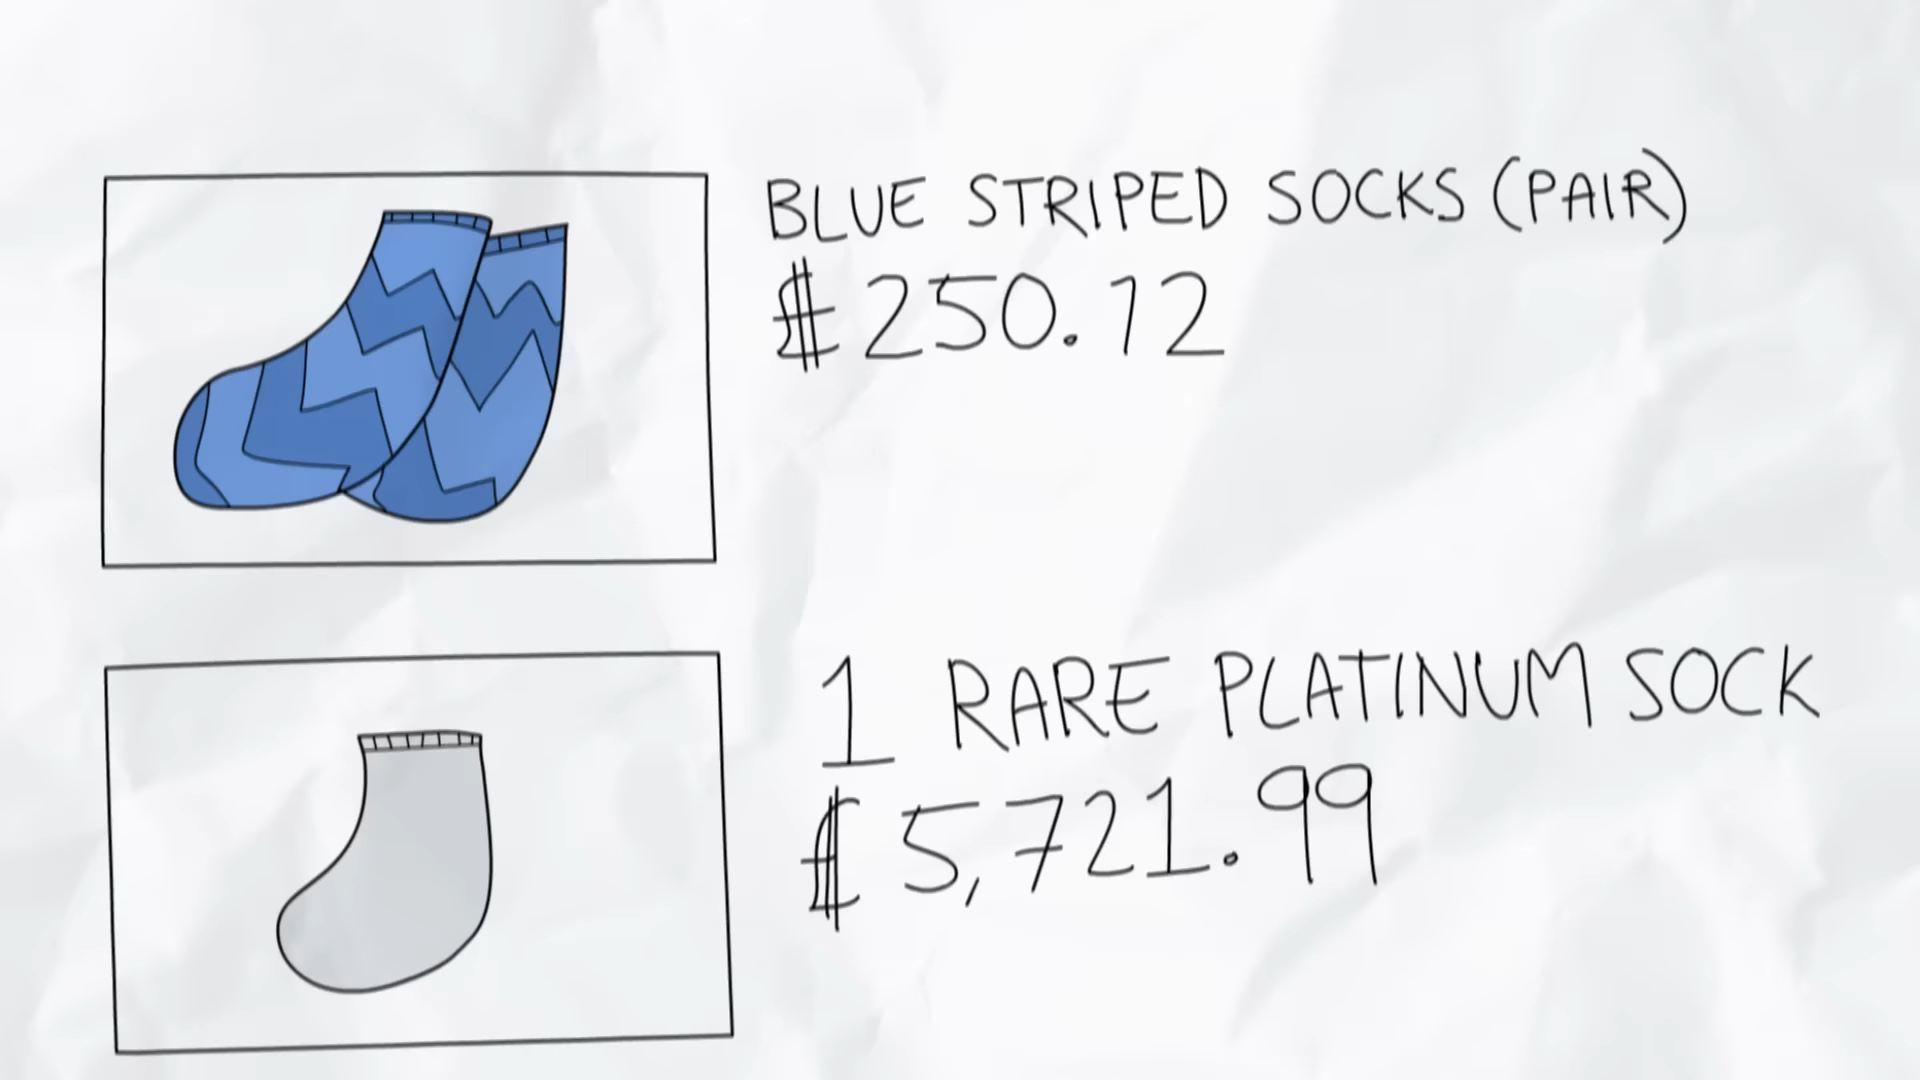 BLUE STRIPED SOCKS (PAIR)
$250.12
1 RARE PLATINUM SOCK
$5,721.99